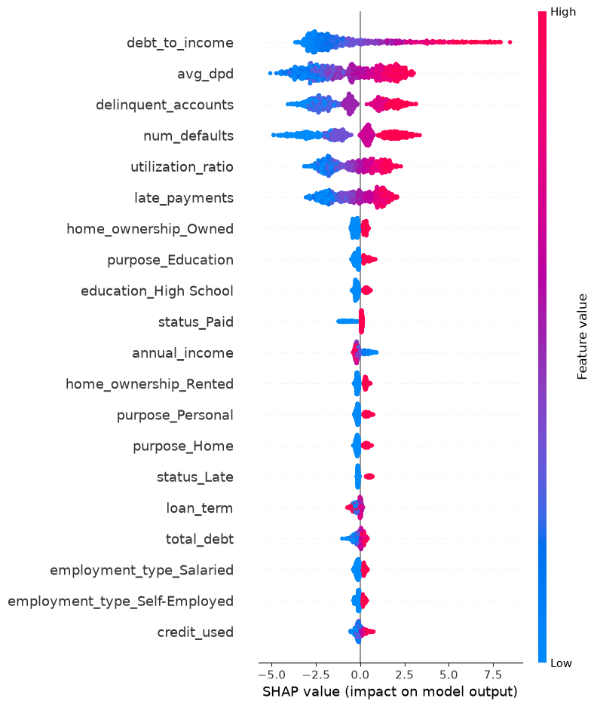 High
debt_to_income
avg_dpd
delinquent_accounts
num_defaults
utilization_ratio
late_payments
home_ownership_Owned
purpose_Education
education_High School
status_Paid
annual_income
home_ownership_Rented
purpose_Personal
purpose_Home
status_Late
loan_term
total_debt
employment_type_Salaried
employment_type_Self-Employed
credit_used
Feature value
Low
−5.0 −2.5 0.0 2.5 5.0 7.5
SHAP value (impact on model output)